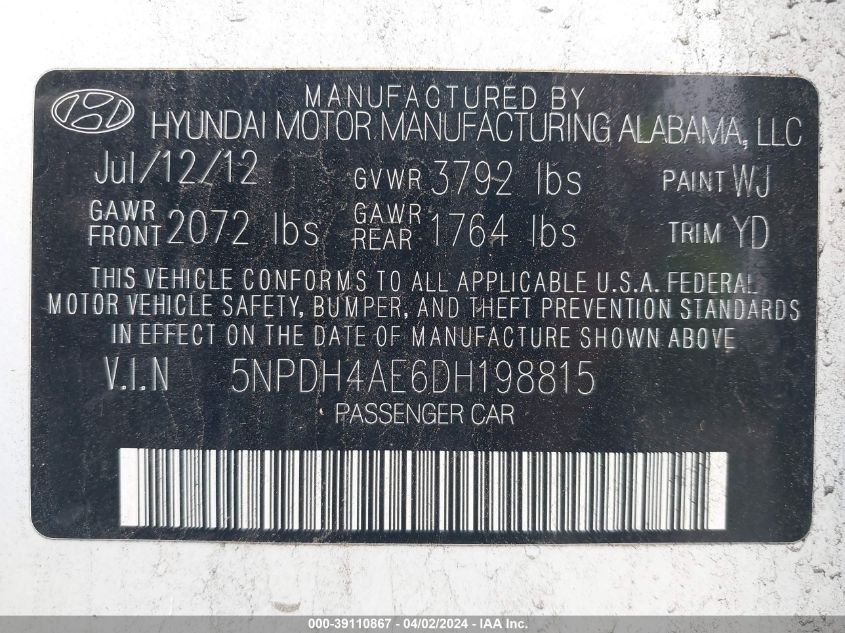 MANUFACTURED BY
HYUNDAI MOTOR MANUFACTURING ALABAMA, LLC
Jul/12/12 GVWR 3792 lbs PAINT WJ
GAWR FRONT 2072 lbs GAWR REAR 1764 lbs TRIM YD
THIS VEHICLE CONFORMS TO ALL APPLICABLE U.S.A. FEDERAL
MOTOR VEHICLE SAFETY, BUMPER, AND THEFT PREVENTION STANDARDS
IN EFFECT ON THE DATE OF MANUFACTURE SHOWN ABOVE
V.I.N 5NPDH4AE6DH198815
PASSENGER CAR
000-39110867 - 04/02/2024 - IAA Inc.